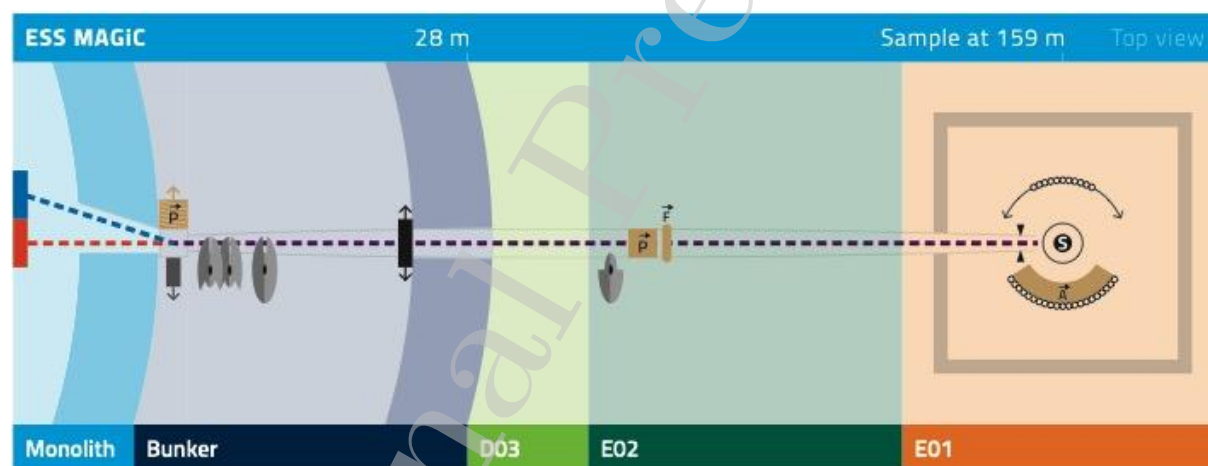 ESS MAGiC 28 m Sample at 159 m Top view
P
P
F
S
A
Monolith Bunker D03 E02 E01